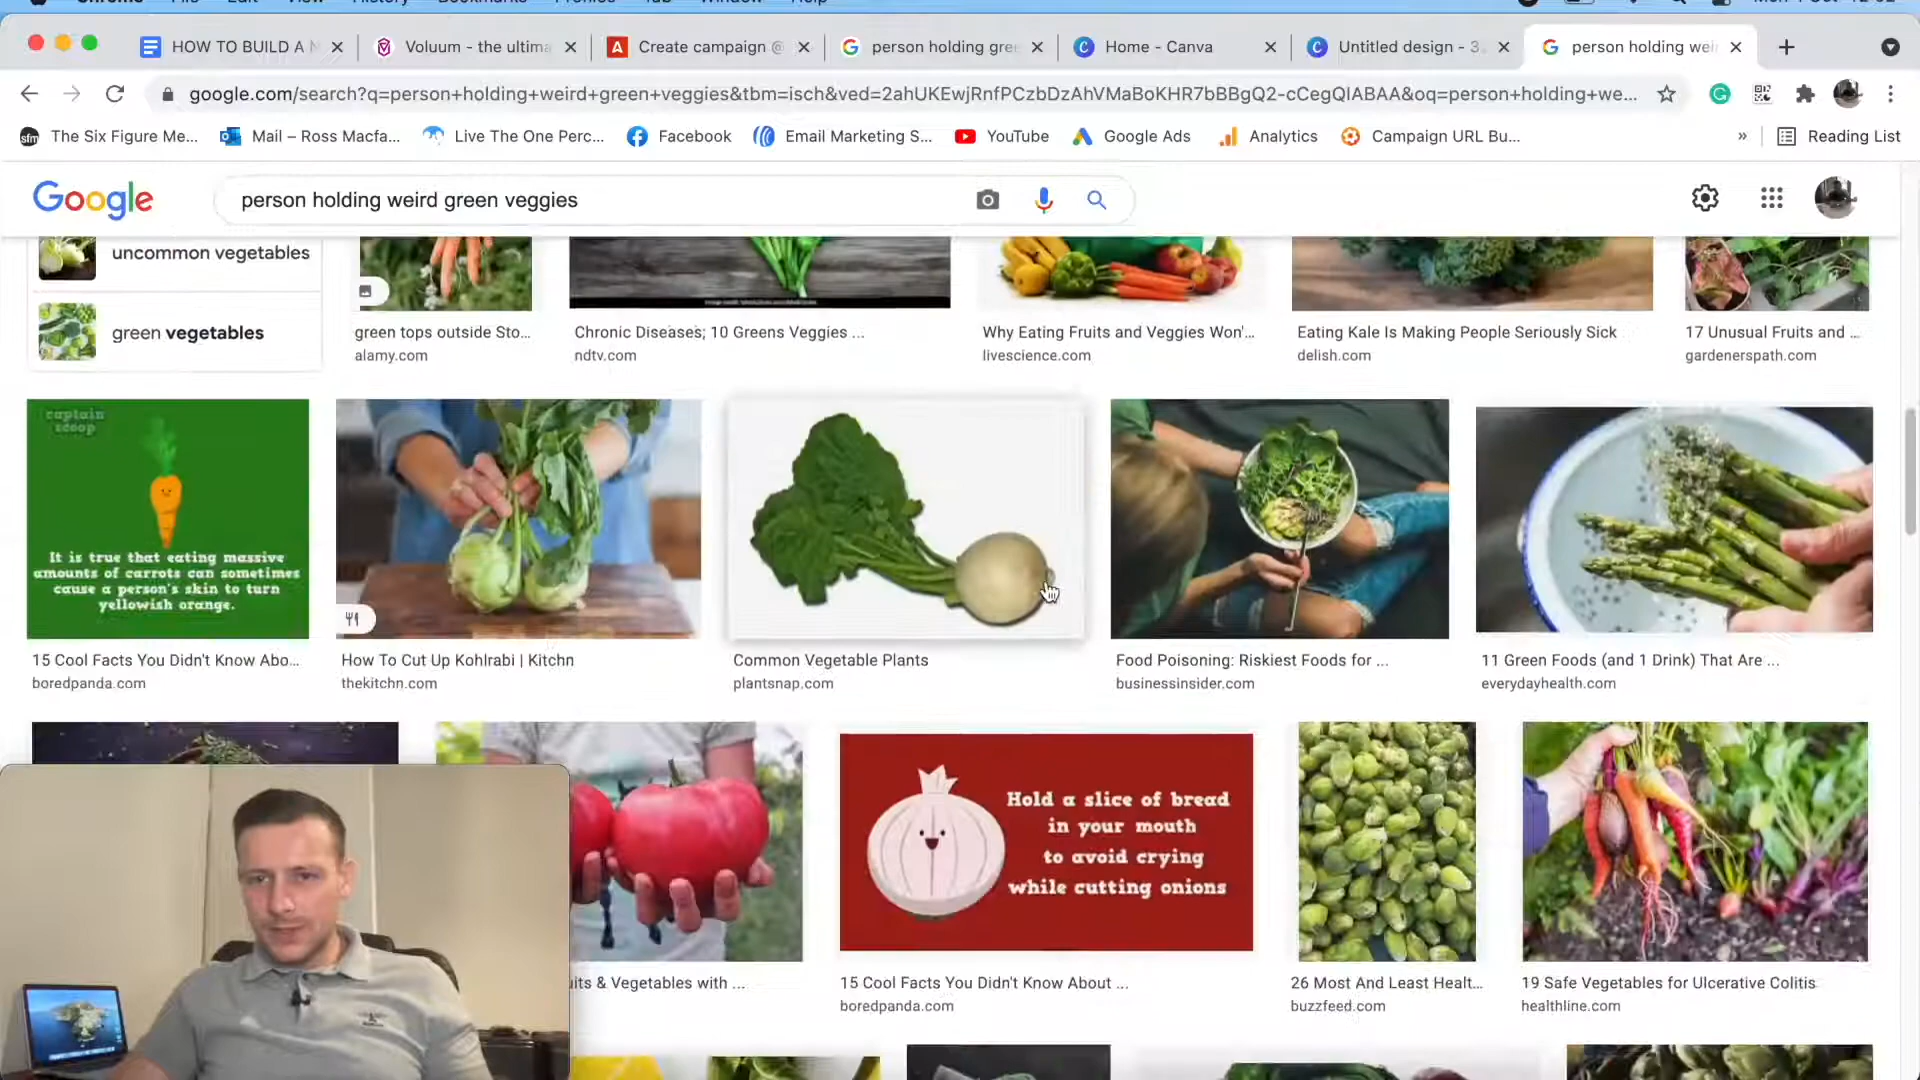 HOW TO BUILD A
Voluum - the ultima
Create campaign @
person holding gre
Home - Canva
Untitled design - 3
person holding wei
google.com/search?q=person+holding+weird+green+veggies&tbm=isch&ved=2ahUKEwjRnfPCzbDzAhVMaBoKHR7bBBgQ2-cCegQIABAA&oq=person+holding+we...
The Six Figure Me...
Mail – Ross Macfa...
Live The One Perc...
Facebook
Email Marketing S...
YouTube
Google Ads
Analytics
Campaign URL Bu...
»
Reading List
Google
person holding weird green veggies
uncommon vegetables
green vegetables
green tops outside Sto...
alamy.com
Chronic Diseases; 10 Greens Veggies ...
ndtv.com
Why Eating Fruits and Veggies Won'...
livescience.com
Eating Kale Is Making People Seriously Sick
delish.com
17 Unusual Fruits and ...
gardenerspath.com
captain
scoop
It is true that eating massive
amounts of carrots can sometimes
cause a person's skin to turn
yellowish orange.
15 Cool Facts You Didn't Know Abo...
boredpanda.com
How To Cut Up Kohlrabi | Kitchn
thekitchn.com
Common Vegetable Plants
plantsnap.com
Food Poisoning: Riskiest Foods for ...
businessinsider.com
11 Green Foods (and 1 Drink) That Are ...
everydayhealth.com
Hold a slice of bread
in your mouth
to avoid crying
while cutting onions
uits & Vegetables with ...
15 Cool Facts You Didn't Know About ...
boredpanda.com
26 Most And Least Healt...
buzzfeed.com
19 Safe Vegetables for Ulcerative Colitis
healthline.com